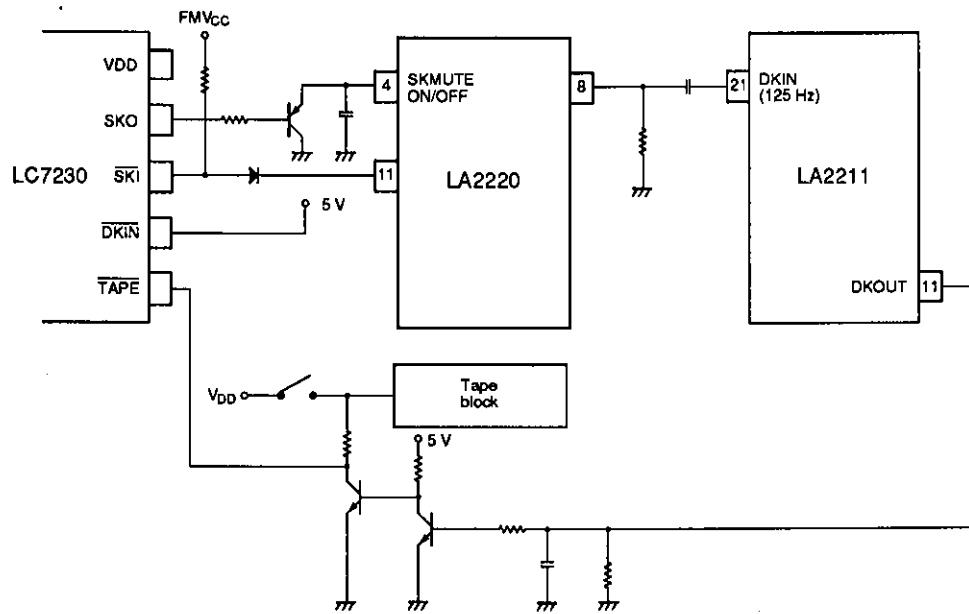 FMVCC
VDD
SKO
SKI
DKIN
TAPE
LC7230
5 V
4
SKMUTE
ON/OFF
11
8
LA2220
21
DKIN
(125 Hz)
LA2211
DKOUT
11
VDD
Tape
block
5 V